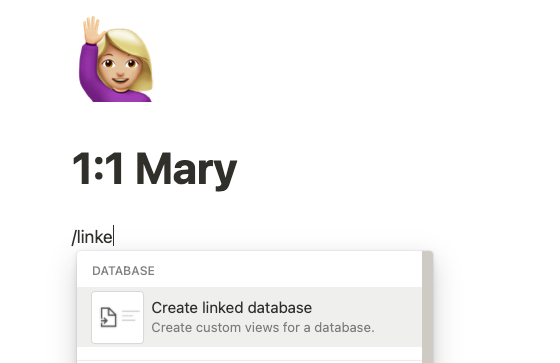 1:1 Mary
/linke
DATABASE
Create linked database
Create custom views for a database.